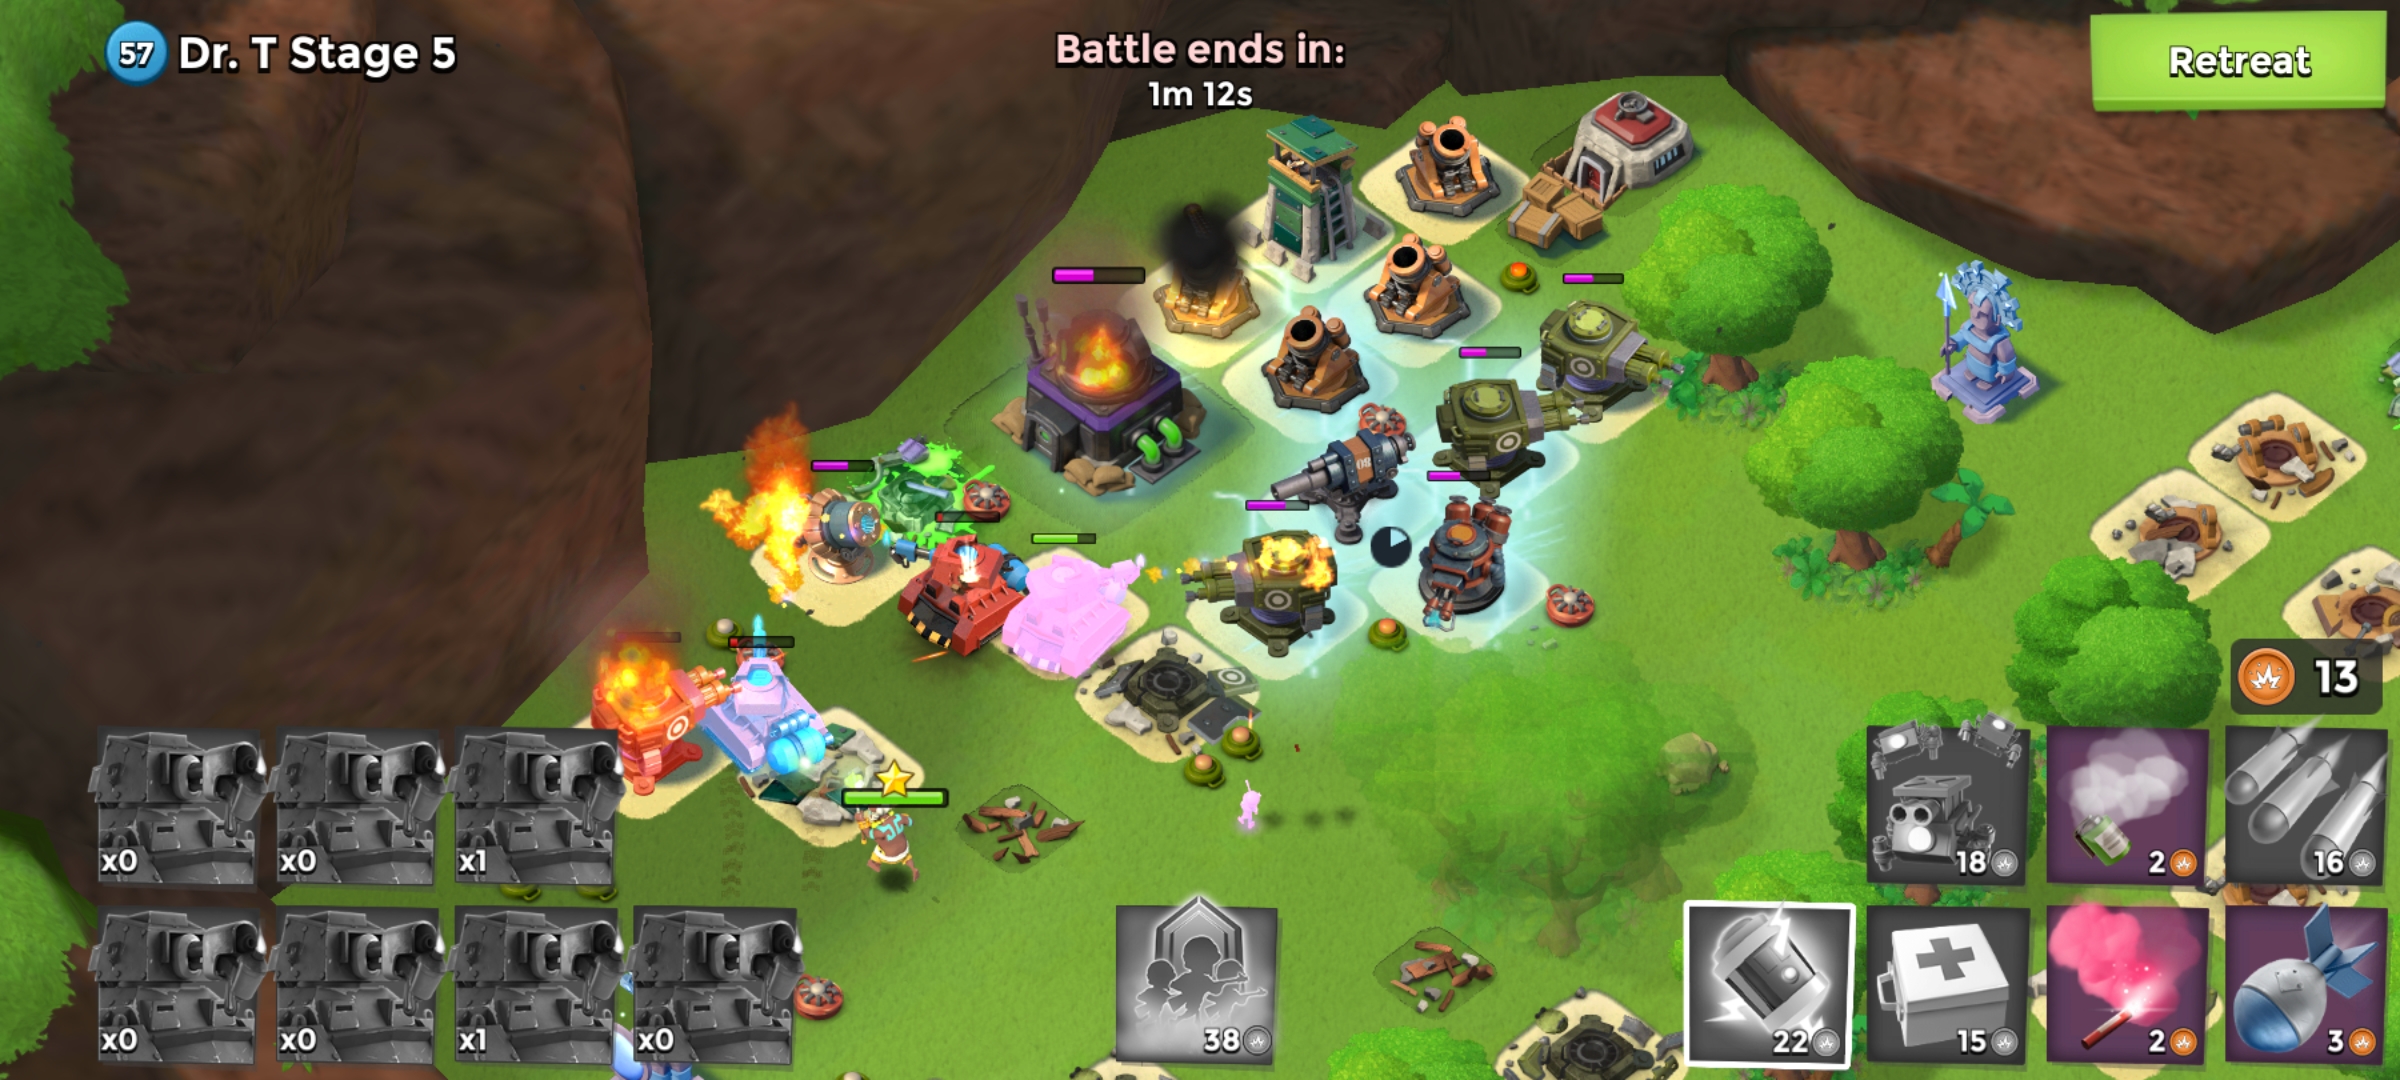 57 Dr. T Stage 5
Battle ends in:
1m 12s
Retreat
13
x0 x0 x1
18 2 16
x0 x0 x1 x0
38 22 15 2 3